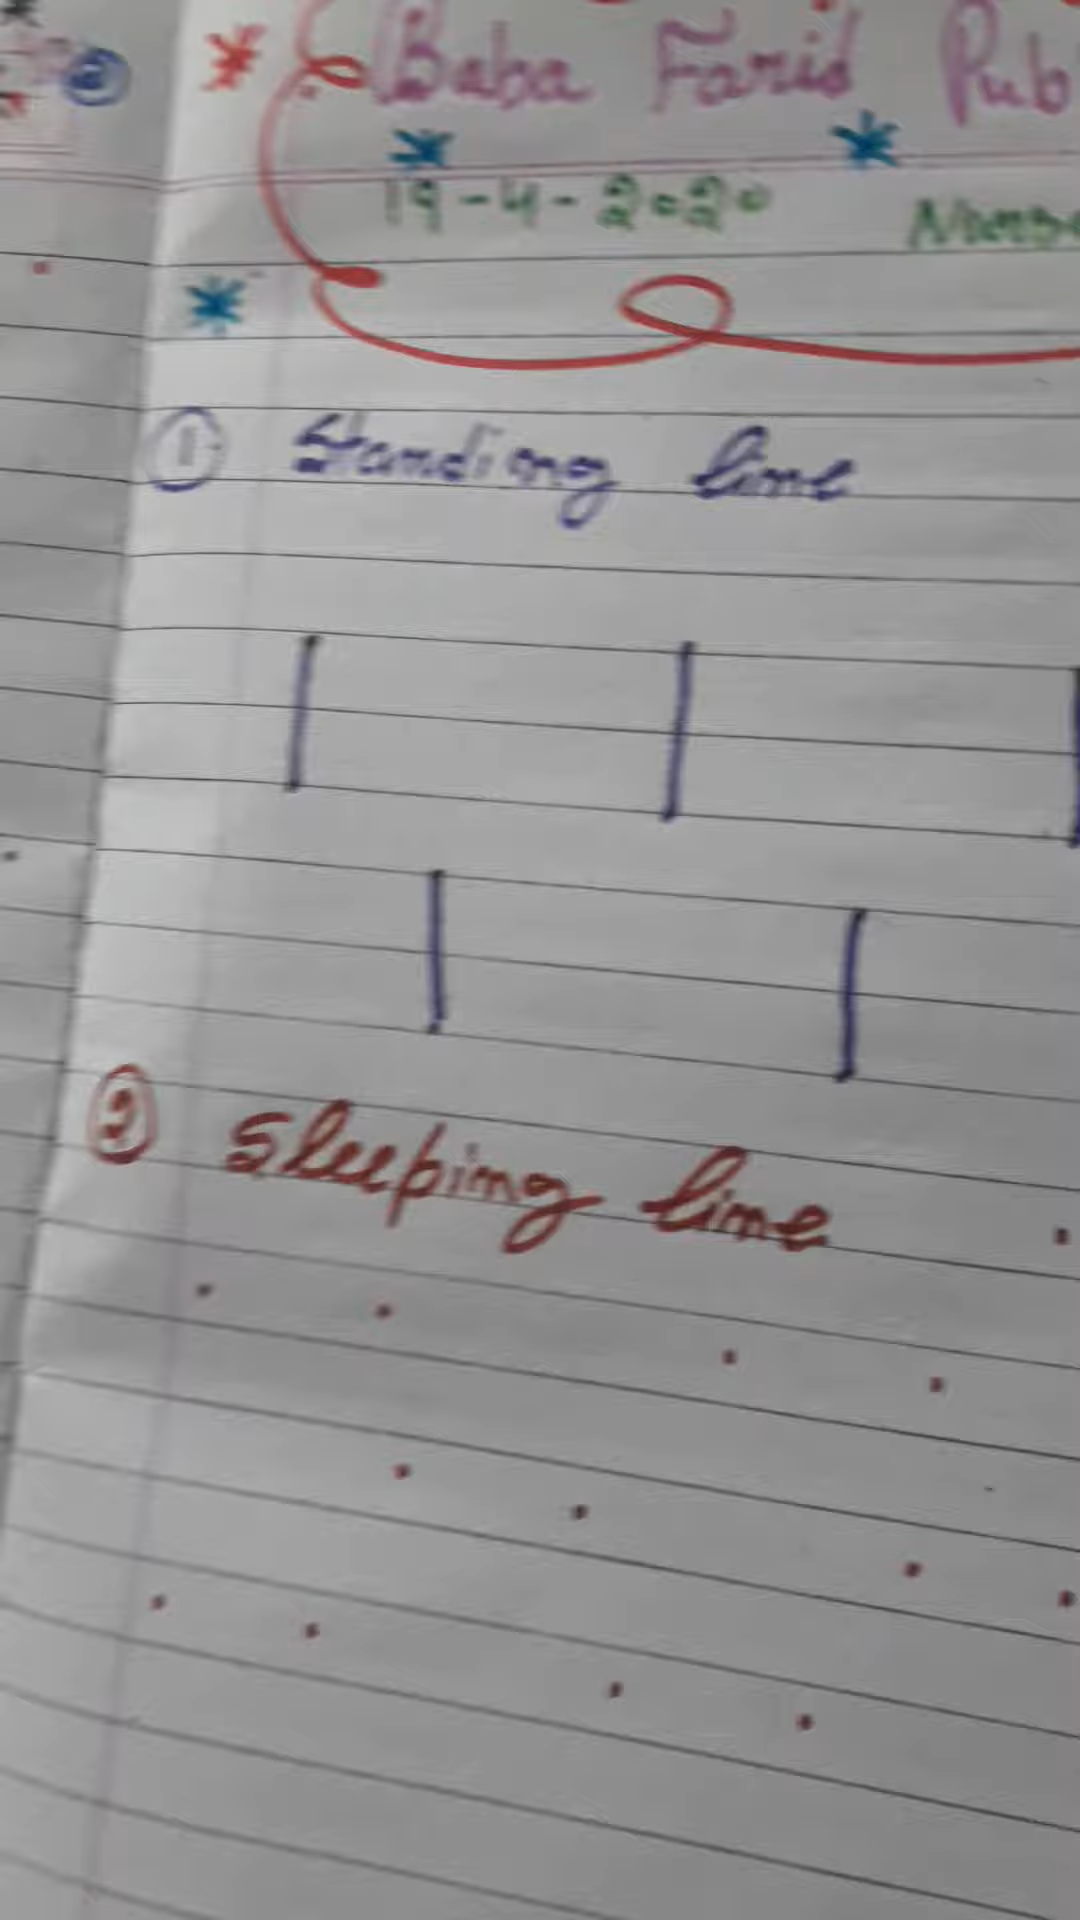 Baba Farid Pub
19-4-2020
① Standing line
② Sleeping line